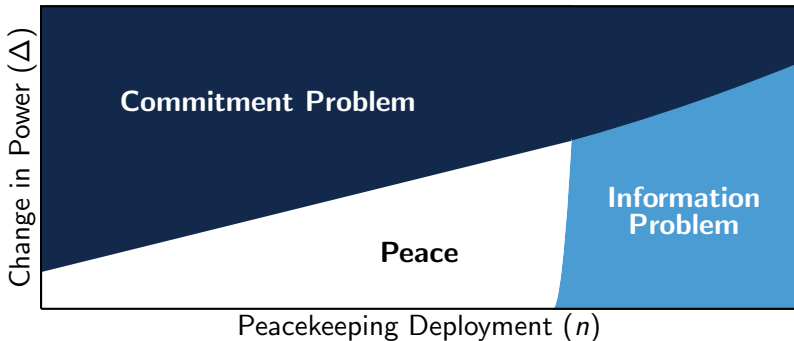 Change in Power (Δ)
Commitment Problem
Information
Problem
Peace
Peacekeeping Deployment (n)